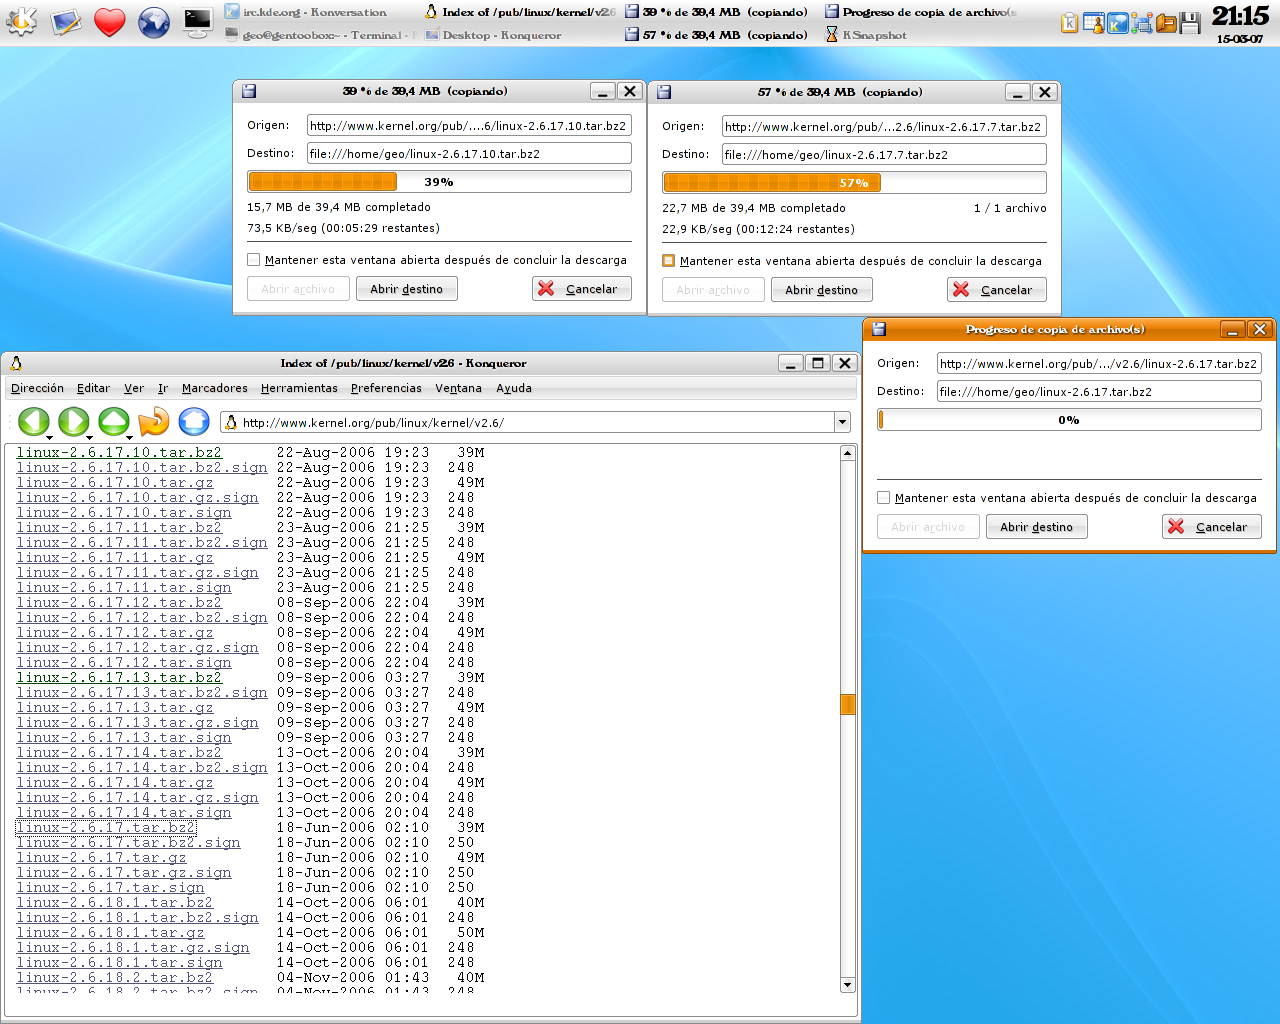 irc.kde.org - Konversation
geo@gentoobox:~ - Terminal -
Index of /pub/linux/kernel/v2.6
Desktop - Konqueror
39 % de 39,4 MB (copiando)
57 % de 39,4 MB (copiando)
Progreso de copia de archivo(s)
KSnapshot
21:15
15-03-07
39 % de 39,4 MB (copiando)
Origen: http://www.kernel.org/pub/....6/linux-2.6.17.10.tar.bz2
Destino: file:///home/geo/linux-2.6.17.10.tar.bz2
39%
15,7 MB de 39,4 MB completado
73,5 KB/seg (00:05:29 restantes)
Mantener esta ventana abierta después de concluir la descarga
Abrir archivo Abrir destino Cancelar
57 % de 39,4 MB (copiando)
Origen: http://www.kernel.org/pub/...2.6/linux-2.6.17.7.tar.bz2
Destino: file:///home/geo/linux-2.6.17.7.tar.bz2
57%
22,7 MB de 39,4 MB completado 1 / 1 archivo
22,9 KB/seg (00:12:24 restantes)
Mantener esta ventana abierta después de concluir la descarga
Abrir archivo Abrir destino Cancelar
Progreso de copia de archivo(s)
Origen: http://www.kernel.org/pub/.../v2.6/linux-2.6.17.tar.bz2
Destino: file:///home/geo/linux-2.6.17.tar.bz2
0%
Mantener esta ventana abierta después de concluir la descarga
Abrir archivo Abrir destino Cancelar
Index of /pub/linux/kernel/v2.6 - Konqueror
Dirección Editar Ver Ir Marcadores Herramientas Preferencias Ventana Ayuda
http://www.kernel.org/pub/linux/kernel/v2.6/
linux-2.6.17.10.tar.bz2 22-Aug-2006 19:23 39M
linux-2.6.17.10.tar.bz2.sign 22-Aug-2006 19:23 248
linux-2.6.17.10.tar.gz 22-Aug-2006 19:23 49M
linux-2.6.17.10.tar.gz.sign 22-Aug-2006 19:23 248
linux-2.6.17.10.tar.sign 22-Aug-2006 19:23 248
linux-2.6.17.11.tar.bz2 23-Aug-2006 21:25 39M
linux-2.6.17.11.tar.bz2.sign 23-Aug-2006 21:25 248
linux-2.6.17.11.tar.gz 23-Aug-2006 21:25 49M
linux-2.6.17.11.tar.gz.sign 23-Aug-2006 21:25 248
linux-2.6.17.11.tar.sign 23-Aug-2006 21:25 248
linux-2.6.17.12.tar.bz2 08-Sep-2006 22:04 39M
linux-2.6.17.12.tar.bz2.sign 08-Sep-2006 22:04 248
linux-2.6.17.12.tar.gz 08-Sep-2006 22:04 49M
linux-2.6.17.12.tar.gz.sign 08-Sep-2006 22:04 248
linux-2.6.17.12.tar.sign 08-Sep-2006 22:04 248
linux-2.6.17.13.tar.bz2 09-Sep-2006 03:27 39M
linux-2.6.17.13.tar.bz2.sign 09-Sep-2006 03:27 248
linux-2.6.17.13.tar.gz 09-Sep-2006 03:27 49M
linux-2.6.17.13.tar.gz.sign 09-Sep-2006 03:27 248
linux-2.6.17.13.tar.sign 09-Sep-2006 03:27 248
linux-2.6.17.14.tar.bz2 13-Oct-2006 20:04 39M
linux-2.6.17.14.tar.bz2.sign 13-Oct-2006 20:04 248
linux-2.6.17.14.tar.gz 13-Oct-2006 20:04 49M
linux-2.6.17.14.tar.gz.sign 13-Oct-2006 20:04 248
linux-2.6.17.14.tar.sign 13-Oct-2006 20:04 248
linux-2.6.17.tar.bz2 18-Jun-2006 02:10 39M
linux-2.6.17.tar.bz2.sign 18-Jun-2006 02:10 250
linux-2.6.17.tar.gz 18-Jun-2006 02:10 49M
linux-2.6.17.tar.gz.sign 18-Jun-2006 02:10 250
linux-2.6.17.tar.sign 18-Jun-2006 02:10 250
linux-2.6.18.1.tar.bz2 14-Oct-2006 06:01 40M
linux-2.6.18.1.tar.bz2.sign 14-Oct-2006 06:01 248
linux-2.6.18.1.tar.gz 14-Oct-2006 06:01 50M
linux-2.6.18.1.tar.gz.sign 14-Oct-2006 06:01 248
linux-2.6.18.1.tar.sign 14-Oct-2006 06:01 248
linux-2.6.18.2.tar.bz2 04-Nov-2006 01:43 40M
linux-2.6.18.2.tar.bz2.sign 04-Nov-2006 01:43 248